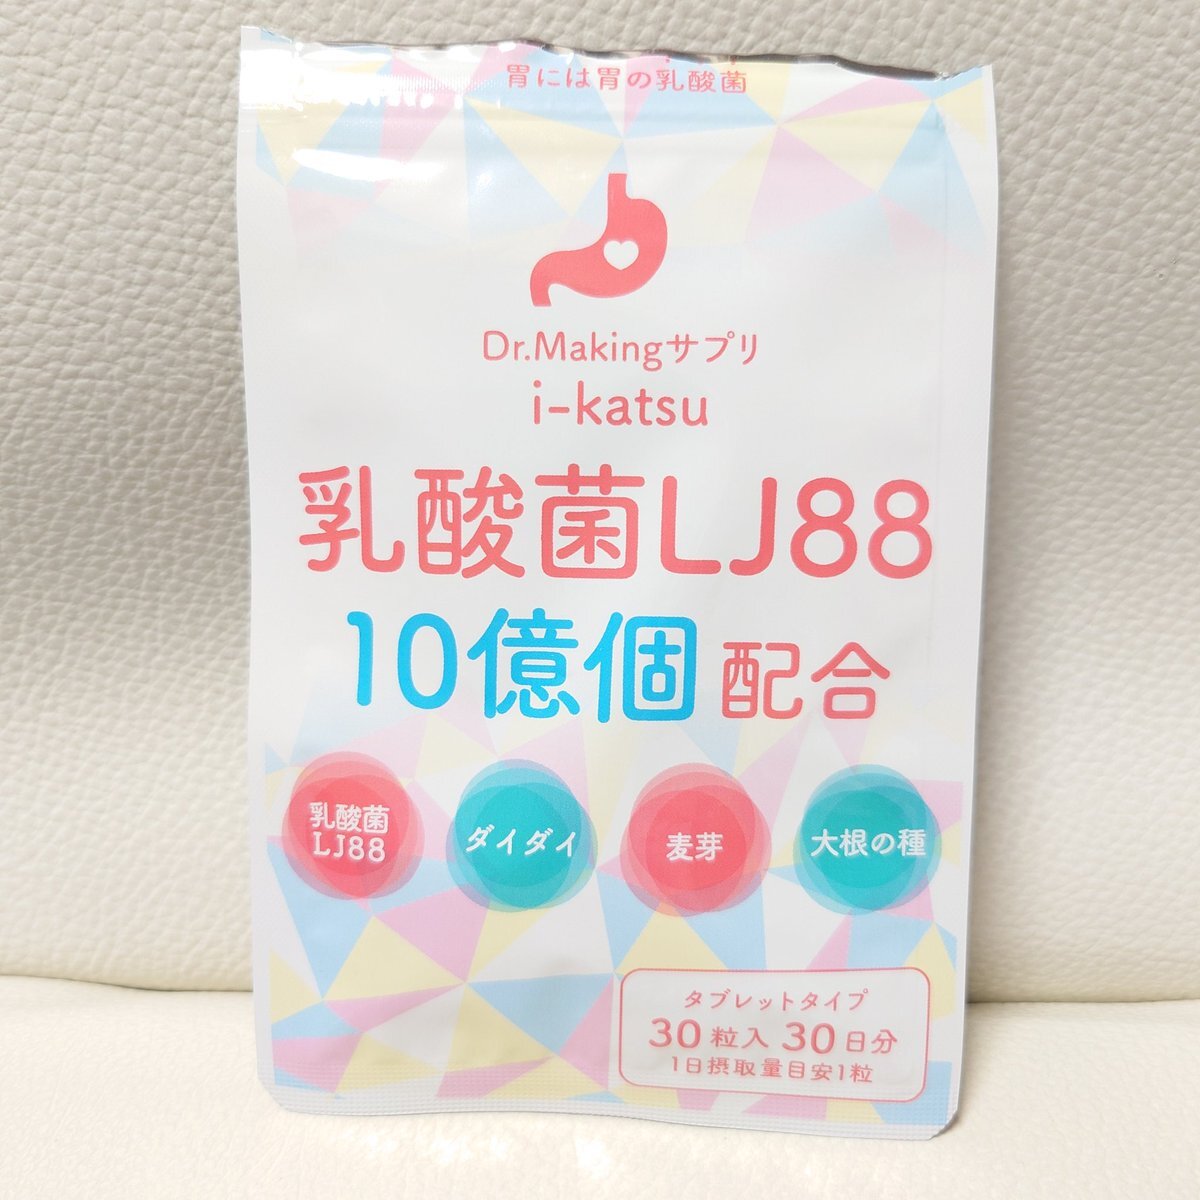 胃には胃の乳酸菌
Dr.Makingサプリ
i-katsu
乳酸菌LJ88
10億個 配合
乳酸菌
LJ88
ダイダイ
麦芽
大根の種
タブレットタイプ
30粒入 30日分
1日摂取量目安1粒